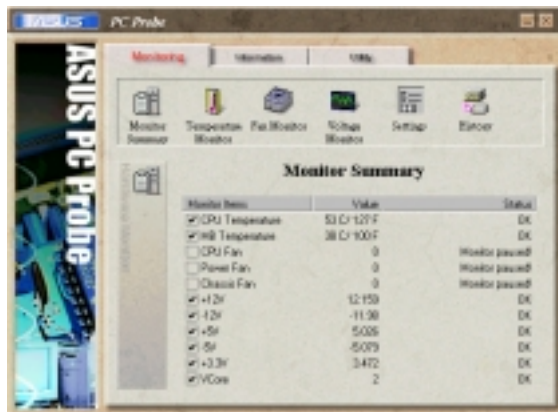 ASUS PC Probe
ASUS PC Probe
Monitoring Information Utility
Monitor Summary
Temperature Monitor
Fan Monitor
Voltage Monitor
Settings
History
Monitor Summary
Monitor Items Value Status
CPU Temperature 53 C/ 127 F OK
MB Temperature 38 C/ 100 F OK
CPU Fan 0 Monitor paused!
Power Fan 0 Monitor paused!
Chassis Fan 0 Monitor paused!
+12V 12.159 OK
-12V -11.98 OK
+5V 5.026 OK
-5V -5.079 OK
+3.3V 3.472 OK
VCore 2 OK